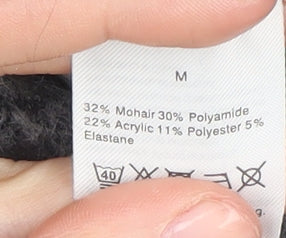 M
32% Mohair 30% Polyamide
22% Acrylic 11% Polyester 5%
Elastane
40
g.